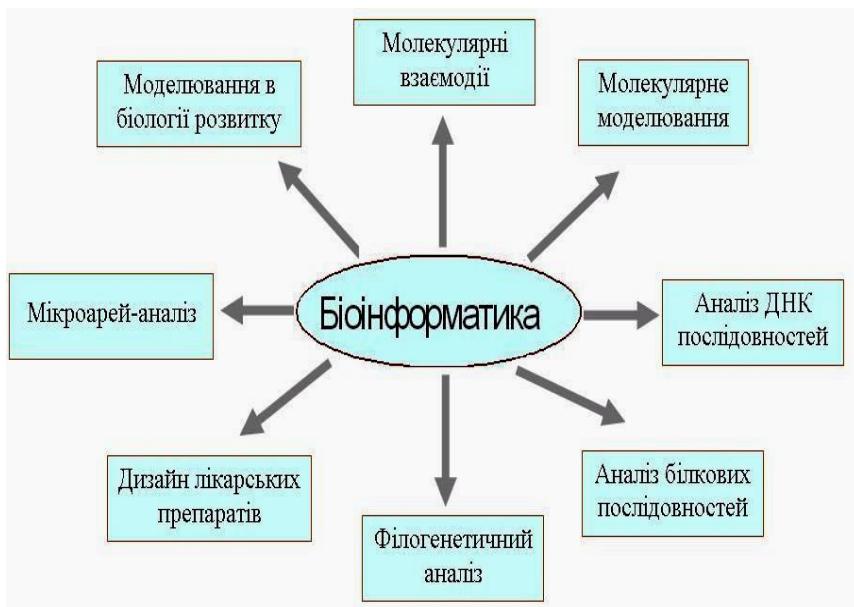 Молекулярні
взаємодії
Моделювання в
біології розвитку
Молекулярне
моделювання
Мікроарей-аналіз
Біоінформатика
Аналіз ДНК
послідовностей
Дизайн лікарських
препаратів
Аналіз білкових
послідовностей
Філогенетичний
аналіз